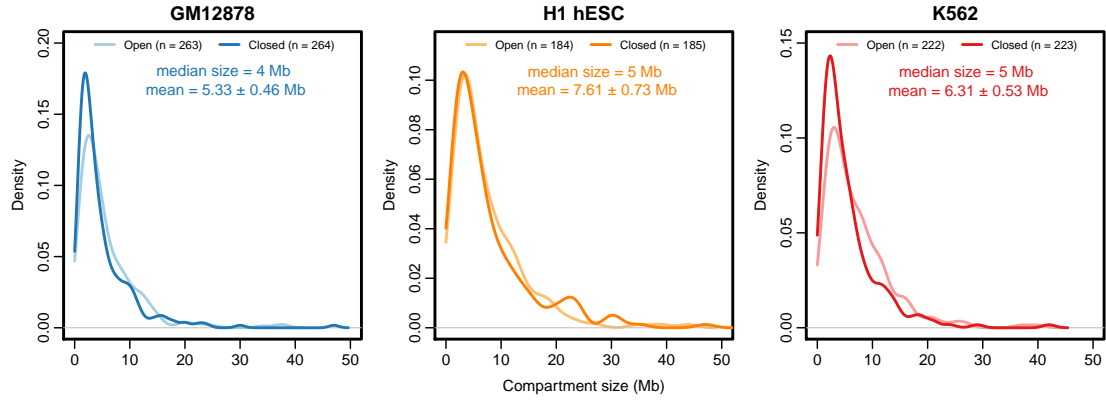 GM12878
Open (n = 263) Closed (n = 264)
median size = 4 Mb
mean = 5.33 ± 0.46 Mb
Density
0.20
0.15
0.10
0.05
0.00
0 10 20 30 40 50
H1 hESC
Open (n = 184) Closed (n = 185)
median size = 5 Mb
mean = 7.61 ± 0.73 Mb
Density
0.10
0.08
0.06
0.04
0.02
0.00
0 10 20 30 40 50
Compartment size (Mb)
K562
Open (n = 222) Closed (n = 223)
median size = 5 Mb
mean = 6.31 ± 0.53 Mb
Density
0.15
0.10
0.05
0.00
0 10 20 30 40 50